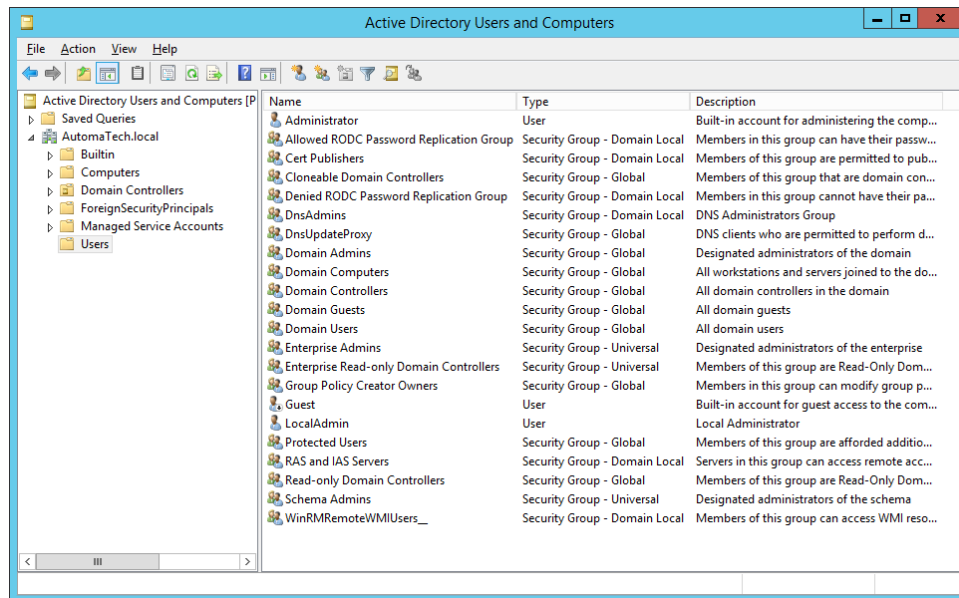 Active Directory Users and Computers
File Action View Help
Active Directory Users and Computers [P
Saved Queries
AutomaTech.local
Builtin
Computers
Domain Controllers
ForeignSecurityPrincipals
Managed Service Accounts
Users
Name Type Description
Administrator User Built-in account for administering the comp...
Allowed RODC Password Replication Group Security Group - Domain Local Members in this group can have their passw...
Cert Publishers Security Group - Domain Local Members of this group are permitted to pub...
Cloneable Domain Controllers Security Group - Global Members of this group that are domain con...
Denied RODC Password Replication Group Security Group - Domain Local Members in this group cannot have their pa...
DnsAdmins Security Group - Domain Local DNS Administrators Group
DnsUpdateProxy Security Group - Global DNS clients who are permitted to perform d...
Domain Admins Security Group - Global Designated administrators of the domain
Domain Computers Security Group - Global All workstations and servers joined to the do...
Domain Controllers Security Group - Global All domain controllers in the domain
Domain Guests Security Group - Global All domain guests
Domain Users Security Group - Global All domain users
Enterprise Admins Security Group - Universal Designated administrators of the enterprise
Enterprise Read-only Domain Controllers Security Group - Universal Members of this group are Read-Only Dom...
Group Policy Creator Owners Security Group - Global Members in this group can modify group p...
Guest User Built-in account for guest access to the com...
LocalAdmin User Local Administrator
Protected Users Security Group - Global Members of this group are afforded additio...
RAS and IAS Servers Security Group - Domain Local Servers in this group can access remote acc...
Read-only Domain Controllers Security Group - Global Members of this group are Read-Only Dom...
Schema Admins Security Group - Universal Designated administrators of the schema
WinRMRemoteWMIUsers__ Security Group - Domain Local Members of this group can access WMI reso...